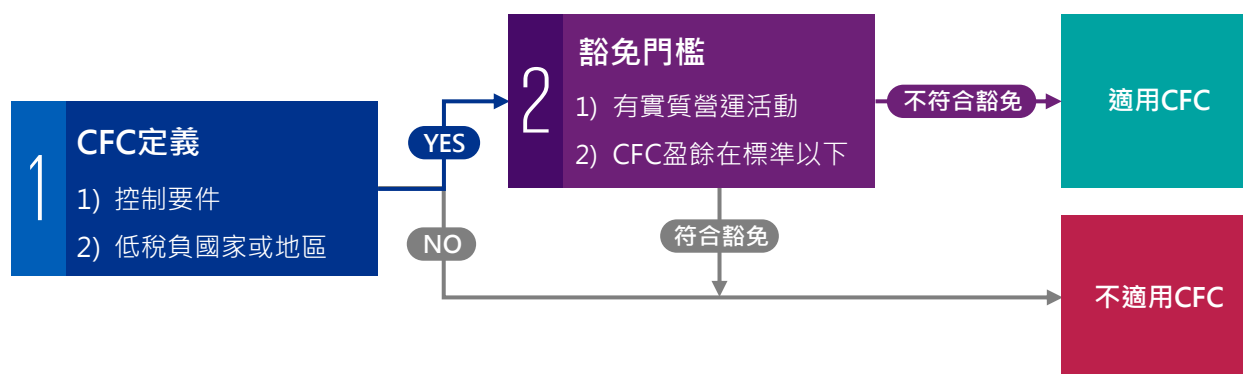 1
CFC定義
1) 控制要件
2) 低稅負國家或地區
YES
NO
2
豁免門檻
1) 有實質營運活動
2) CFC盈餘在標準以下
不符合豁免
符合豁免
適用CFC
不適用CFC